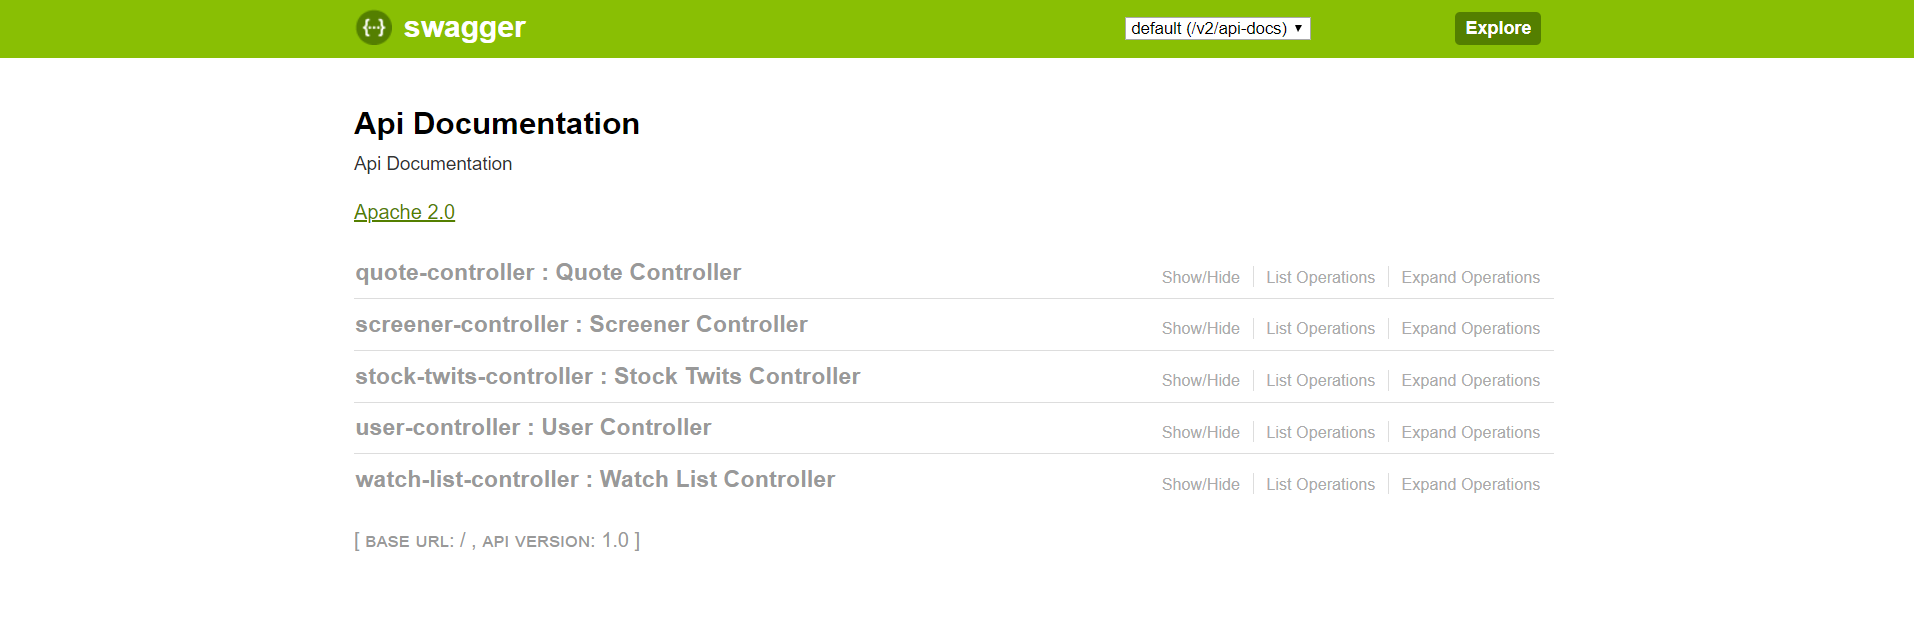 {···} swagger default (/v2/api-docs) ▼ Explore
Api Documentation
Api Documentation
Apache 2.0
quote-controller : Quote Controller Show/Hide List Operations Expand Operations
screener-controller : Screener Controller Show/Hide List Operations Expand Operations
stock-twits-controller : Stock Twits Controller Show/Hide List Operations Expand Operations
user-controller : User Controller Show/Hide List Operations Expand Operations
watch-list-controller : Watch List Controller Show/Hide List Operations Expand Operations
[ BASE URL: / , API VERSION: 1.0 ]